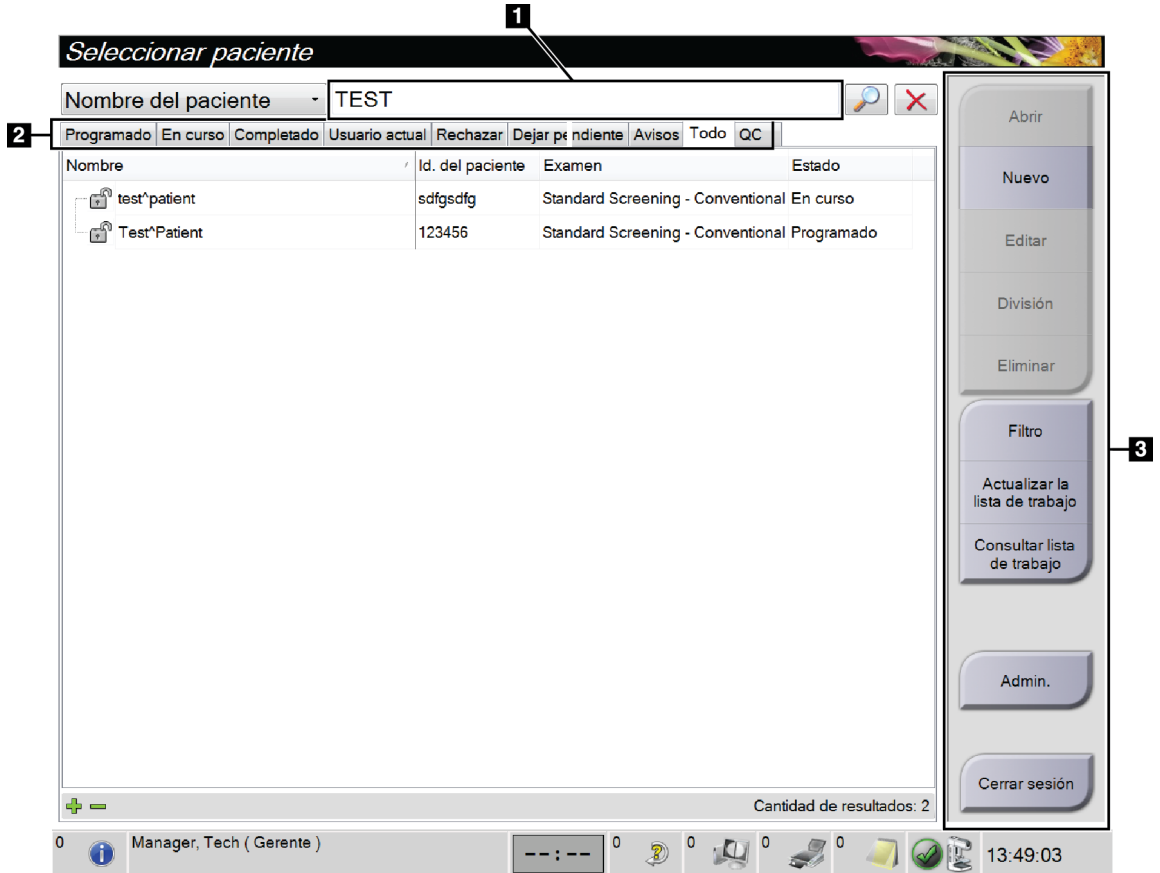 1
Seleccionar paciente
Nombre del paciente TEST
2
Programado En curso Completado Usuario actual Rechazar Dejar pendiente Avisos Todo QC
Nombre Id. del paciente Examen Estado
test^patient sdfgsdfg Standard Screening - Conventional En curso
Test^Patient 123456 Standard Screening - Conventional Programado
Abrir
Nuevo
Editar
División
Eliminar
Filtro
3
Actualizar la
lista de trabajo
Consultar lista
de trabajo
Admin.
Cerrar sesión
Cantidad de resultados: 2
0 Manager, Tech ( Gerente ) --:-- 0 0 0 0 13:49:03